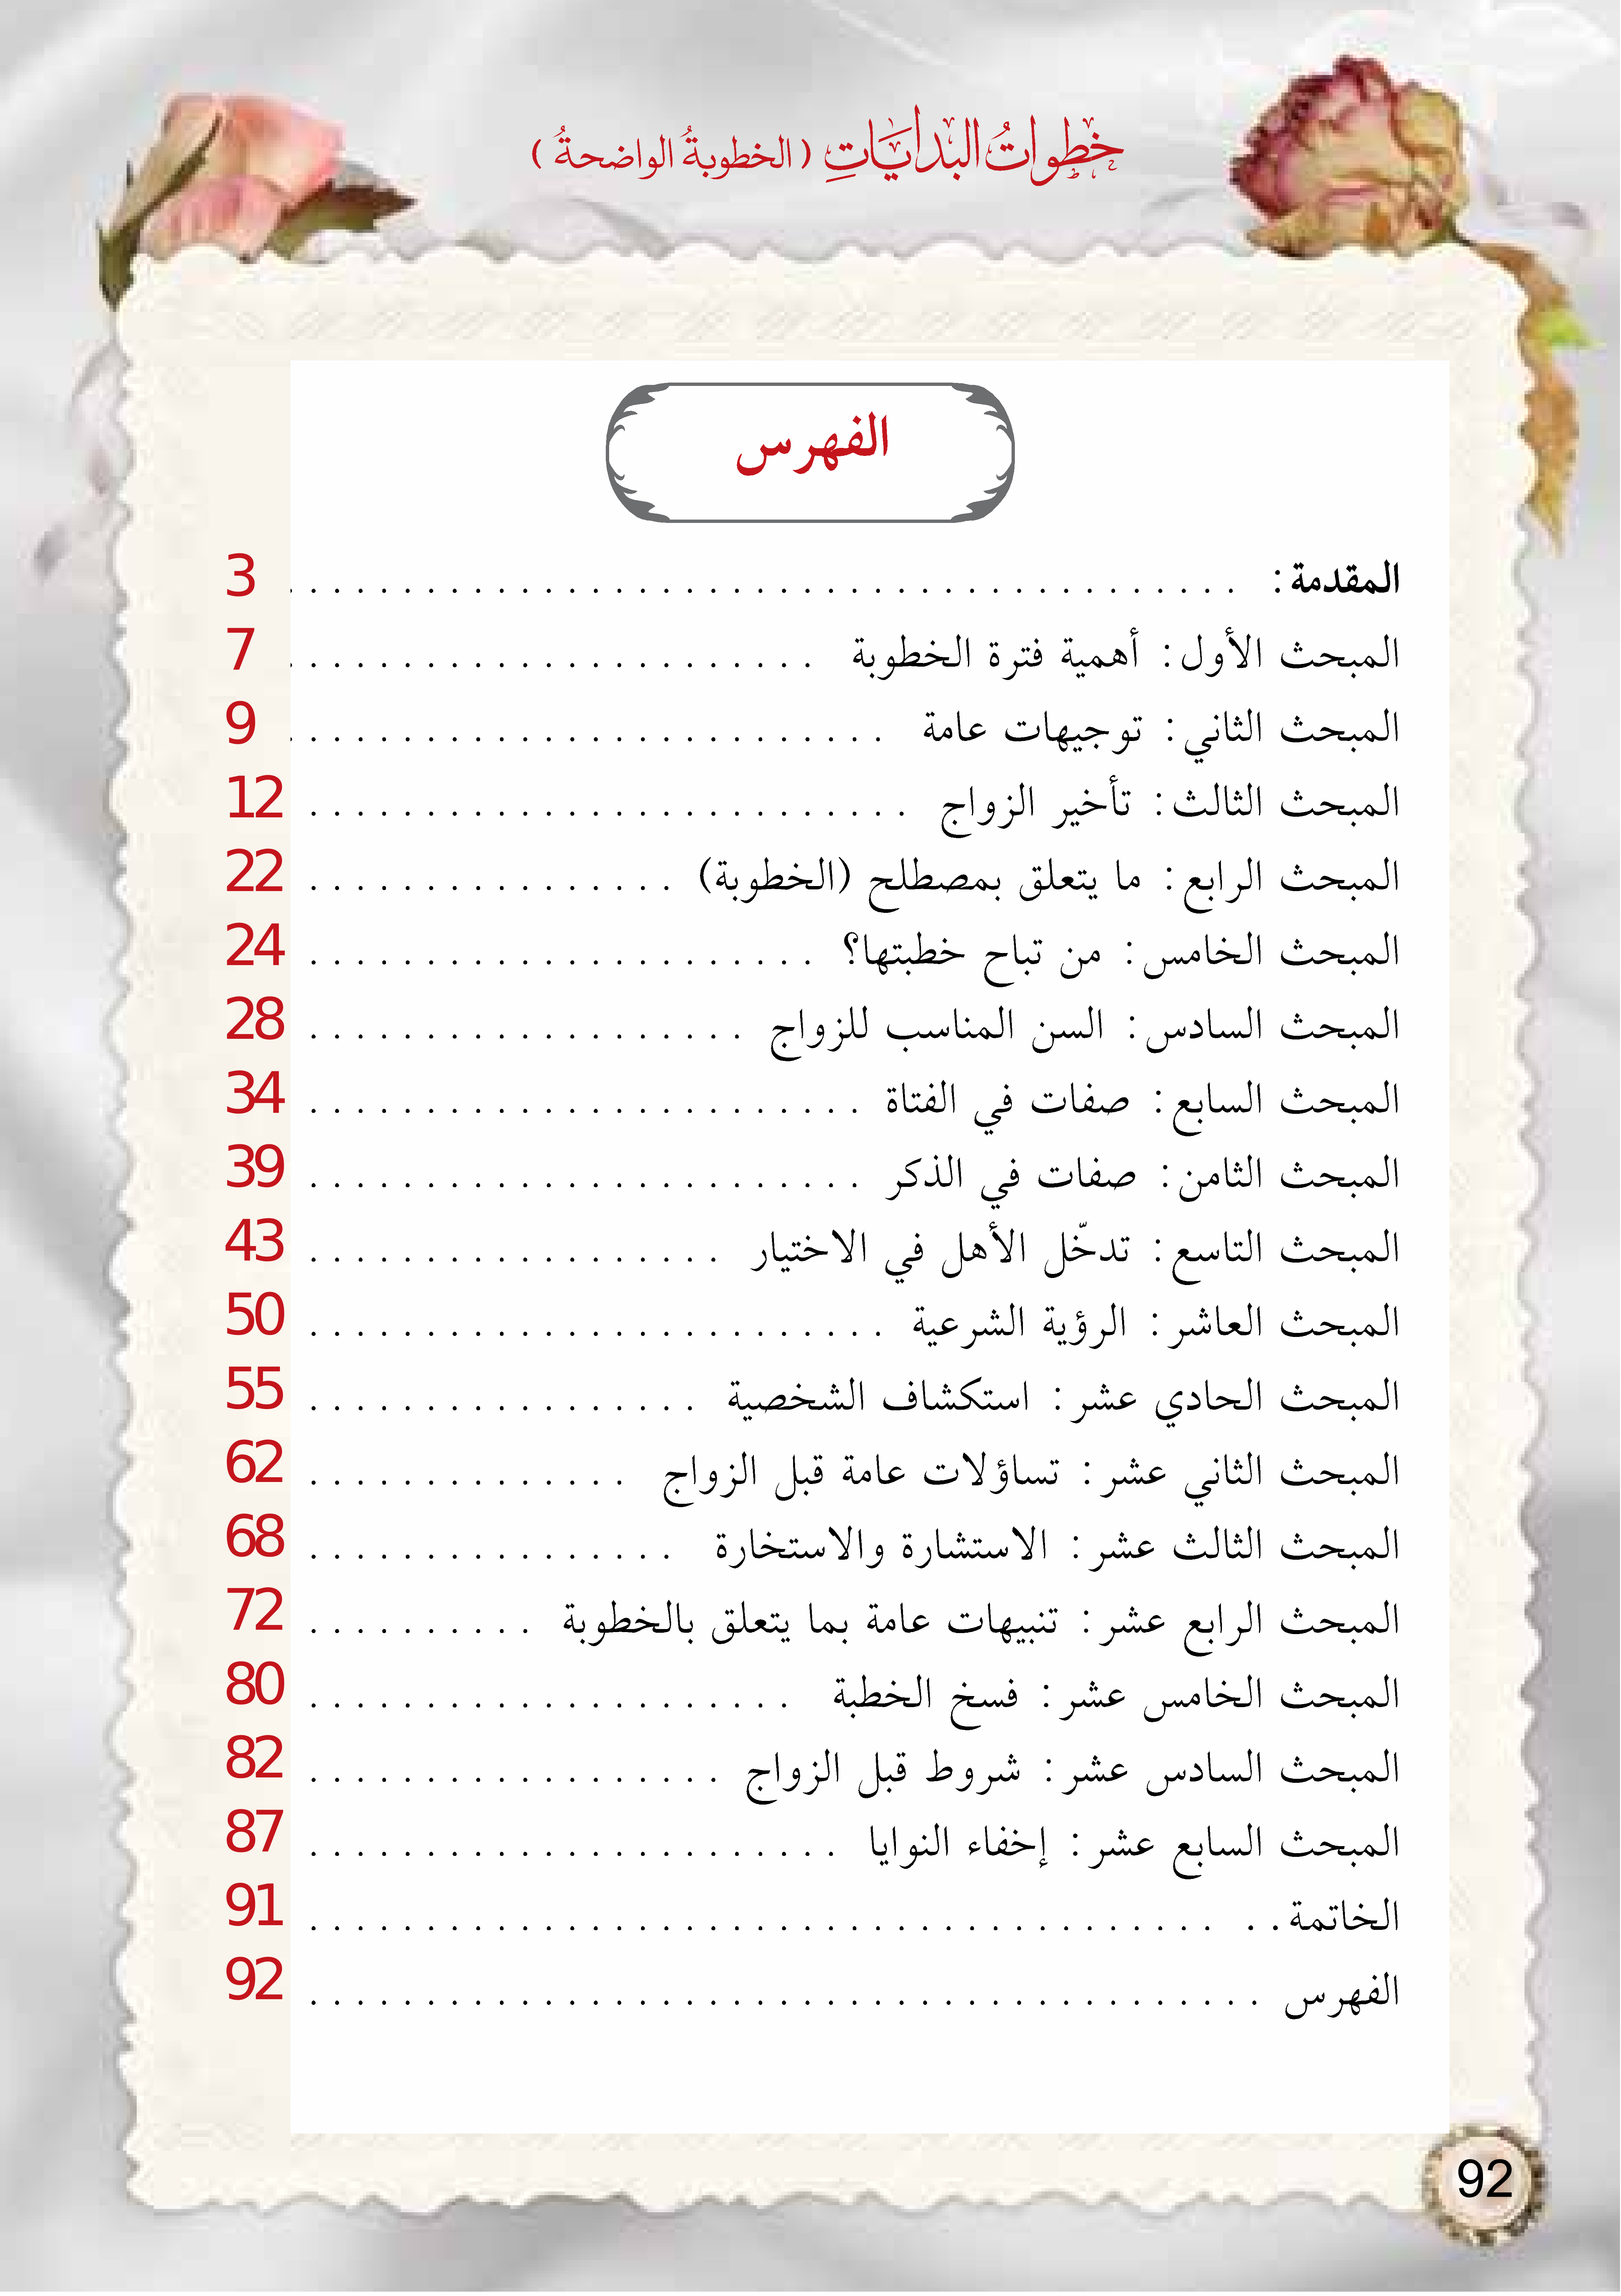 خطواتُ البدايَاتِ ( الخطوبةُ الواضحةُ )
الفهرس
المقدمة : . . . . . . . . . . . . . . . . . . . . . . . . . . . . . . . . . . . . . . . . . 3
المبحث الأول : أهمية فترة الخطوبة . . . . . . . . . . . . . . . . . . . . . . . 7
المبحث الثاني : توجيهات عامة . . . . . . . . . . . . . . . . . . . . . . . . . . 9
المبحث الثالث : تأخير الزواج . . . . . . . . . . . . . . . . . . . . . . . . . . 12
المبحث الرابع : ما يتعلق بمصطلح (الخطوبة) . . . . . . . . . . . . . . . . 22
المبحث الخامس : من تباح خطبتها؟ . . . . . . . . . . . . . . . . . . . . . . 24
المبحث السادس : السن المناسب للزواج . . . . . . . . . . . . . . . . . . . 28
المبحث السابع : صفات في الفتاة . . . . . . . . . . . . . . . . . . . . . . . . 34
المبحث الثامن : صفات في الذكر . . . . . . . . . . . . . . . . . . . . . . . . 39
المبحث التاسع : تدخّل الأهل في الاختيار . . . . . . . . . . . . . . . . . . 43
المبحث العاشر : الرؤية الشرعية . . . . . . . . . . . . . . . . . . . . . . . . . 50
المبحث الحادي عشر : استكشاف الشخصية . . . . . . . . . . . . . . . . . 55
المبحث الثاني عشر : تساؤلات عامة قبل الزواج . . . . . . . . . . . . . . 62
المبحث الثالث عشر : الاستشارة والاستخارة . . . . . . . . . . . . . . . . 68
المبحث الرابع عشر : تنبيهات عامة بما يتعلق بالخطوبة . . . . . . . . . . 72
المبحث الخامس عشر : فسخ الخطبة . . . . . . . . . . . . . . . . . . . . . 80
المبحث السادس عشر : شروط قبل الزواج . . . . . . . . . . . . . . . . . . 82
المبحث السابع عشر : إخفاء النوايا . . . . . . . . . . . . . . . . . . . . . . . 87
الخاتمة . . . . . . . . . . . . . . . . . . . . . . . . . . . . . . . . . . . . . . . . . 91
الفهرس . . . . . . . . . . . . . . . . . . . . . . . . . . . . . . . . . . . . . . . . . 92
92